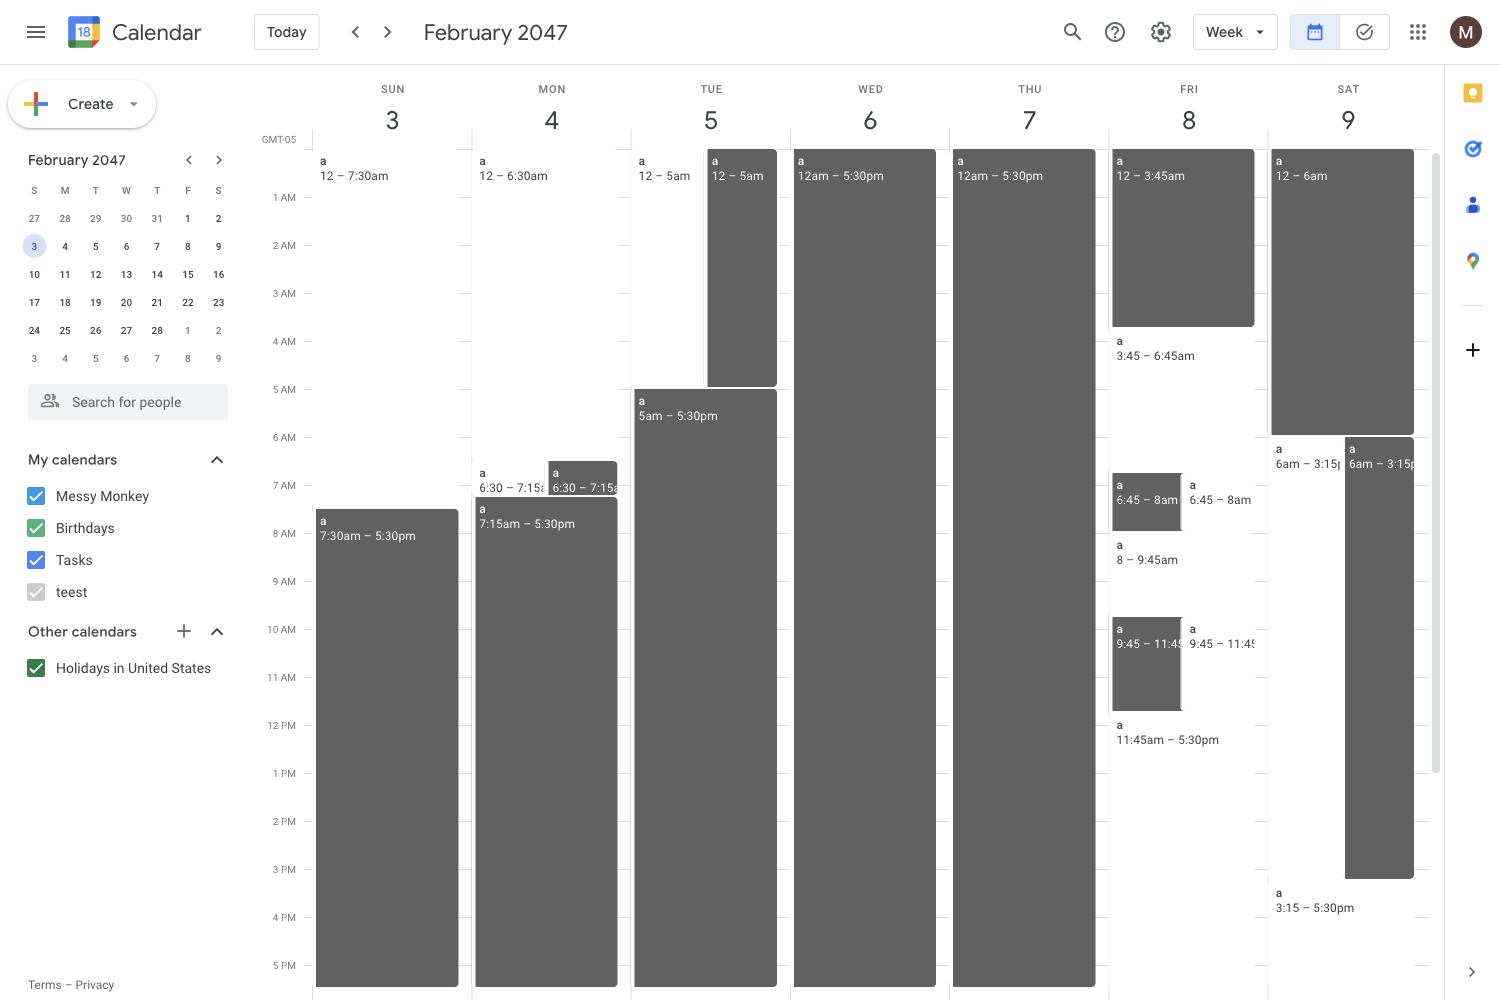 18 Calendar
Today
February 2047
Week
M
Create
February 2047
S M T W T F S
27 28 29 30 31 1 2
3 4 5 6 7 8 9
10 11 12 13 14 15 16
17 18 19 20 21 22 23
24 25 26 27 28 1 2
3 4 5 6 7 8 9
Search for people
My calendars
Messy Monkey
Birthdays
Tasks
teest
Other calendars
Holidays in United States
Terms – Privacy
SUN MON TUE WED THU FRI SAT
3 4 5 6 7 8 9
GMT-05
1 AM
2 AM
3 AM
4 AM
5 AM
6 AM
7 AM
8 AM
9 AM
10 AM
11 AM
12 PM
1 PM
2 PM
3 PM
4 PM
5 PM
a
12 – 7:30am
a
7:30am – 5:30pm
a
12 – 6:30am
a
6:30 – 7:15a
a
6:30 – 7:15a
a
7:15am – 5:30pm
a
12 – 5am
a
12 – 5am
a
5am – 5:30pm
a
12am – 5:30pm
a
12am – 5:30pm
a
12 – 3:45am
a
3:45 – 6:45am
a
6:45 – 8am
a
6:45 – 8am
a
8 – 9:45am
a
9:45 – 11:45
a
9:45 – 11:45
a
11:45am – 5:30pm
a
12 – 6am
a
6am – 3:15p
a
6am – 3:15p
a
3:15 – 5:30pm